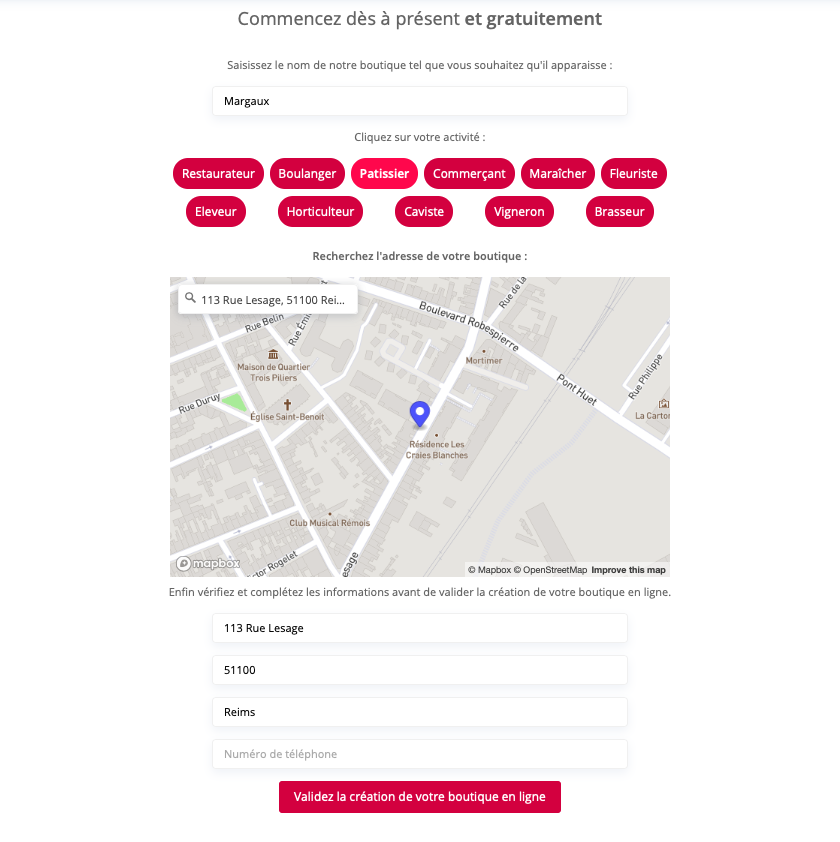 Commencez dès à présent et gratuitement
Saisissez le nom de notre boutique tel que vous souhaitez qu'il apparaisse :
Margaux
Cliquez sur votre activité :
Restaurateur Boulanger Patissier Commerçant Maraîcher Fleuriste
Eleveur Horticulteur Caviste Vigneron Brasseur
Recherchez l'adresse de votre boutique :
113 Rue Lesage, 51100 Rei...
Rue de la
Boulevard Robespierre
Rue Belin
Rue Émi
Mortimer
Maison de Quartier
Trois Piliers
Pont Huet
Rue Philippe
Rue Duruy
Église Saint-Benoit
La Carton
Résidence Les
Craies Blanches
Club Musical Rémois
ctor Rogelet
esage
mapbox
© Mapbox © OpenStreetMap Improve this map
Enfin vérifiez et complétez les informations avant de valider la création de votre boutique en ligne.
113 Rue Lesage
51100
Reims
Numéro de téléphone
Validez la création de votre boutique en ligne